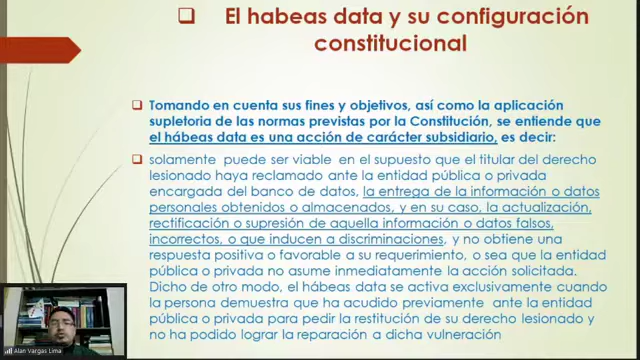 ❑ El habeas data y su configuración
constitucional
❑ Tomando en cuenta sus fines y objetivos, así como la aplicación
supletoria de las normas previstas por la Constitución, se entiende que
el hábeas data es una acción de carácter subsidiario, es decir:
❑ solamente puede ser viable en el supuesto que el titular del derecho
lesionado haya reclamado ante la entidad pública o privada
encargada del banco de datos, la entrega de la información o datos
personales obtenidos o almacenados, y en su caso, la actualización,
rectificación o supresión de aquella información o datos falsos,
incorrectos, o que inducen a discriminaciones, y no obtiene una
respuesta positiva o favorable a su requerimiento, o sea que la entidad
pública o privada no asume inmediatamente la acción solicitada.
Dicho de otro modo, el hábeas data se activa exclusivamente cuando
la persona demuestra que ha acudido previamente ante la entidad
pública o privada para pedir la restitución de su derecho lesionado y
no ha podido lograr la reparación a dicha vulneración
Alan Vargas Lima